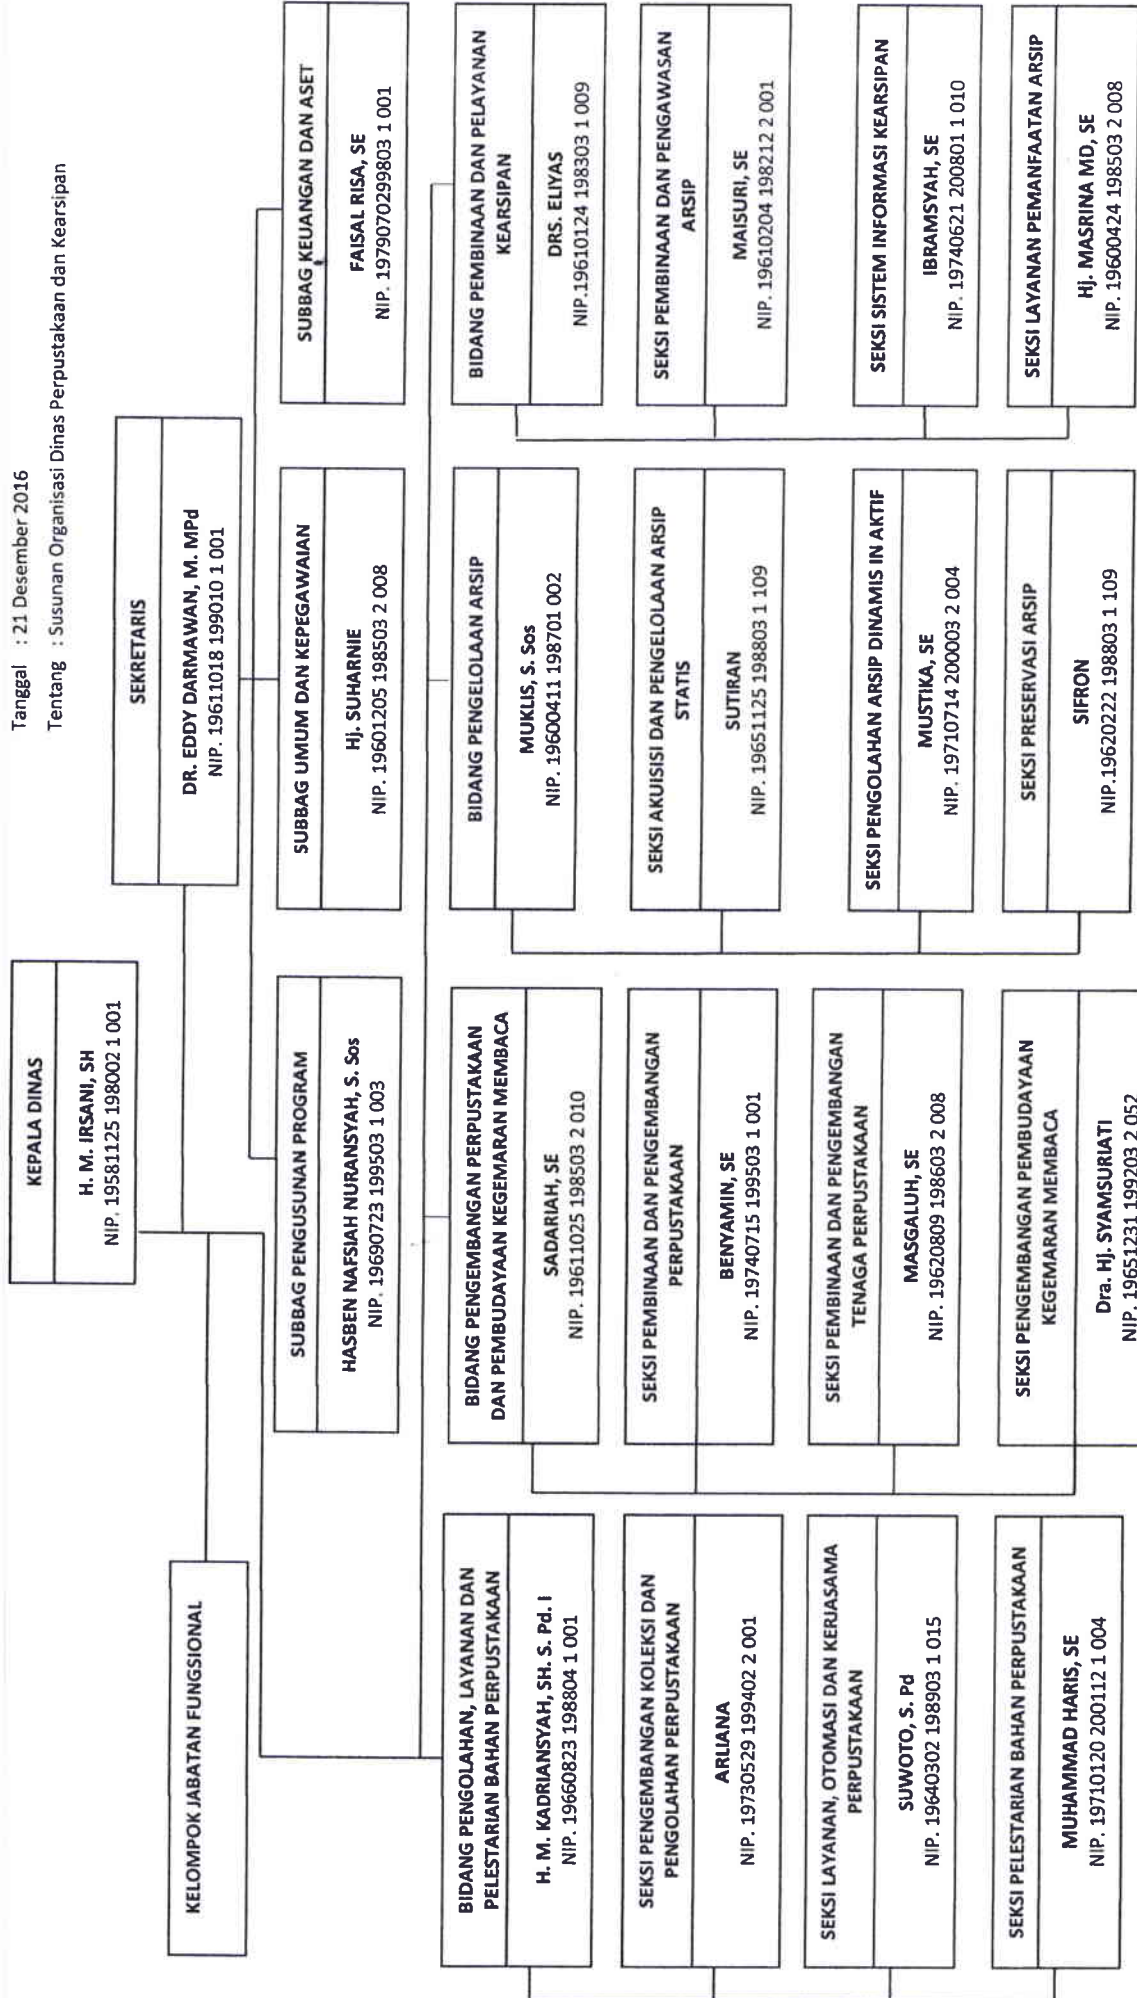 Tanggal : 21 Desember 2016
Tentang : Susunan Organisasi Dinas Perpustakaan dan Kearsipan
KEPALA DINAS
H. M. IRSANI, SH
NIP. 19581125 198002 1 001
SEKRETARIS
DR. EDDY DARMAWAN, M. MPd
NIP. 19611018 199010 1 001
KELOMPOK JABATAN FUNGSIONAL
SUBBAG PENGUSUNAN PROGRAM
HASBEN NAFSIAH NURANSYAH, S. Sos
NIP. 19690723 199503 1 003
SUBBAG UMUM DAN KEPEGAWAIAN
Hj. SUHARNIE
NIP. 19601205 198503 2 008
SUBBAG KEUANGAN DAN ASET
FAISAL RISA, SE
NIP. 1979070299803 1 001
BIDANG PENGOLAHAN, LAYANAN DAN
PELESTARIAN BAHAN PERPUSTAKAAN
H. M. KADRIANSYAH, SH. S. Pd. I
NIP. 19660823 198804 1 001
SEKSI PENGEMBANGAN KOLEKSI DAN
PENGOLAHAN PERPUSTAKAAN
ARLIANA
NIP. 19730529 199402 2 001
SEKSI LAYANAN, OTOMASI DAN KERJASAMA
PERPUSTAKAAN
SUWOTO, S. Pd
NIP. 19640302 198903 1 015
SEKSI PELESTARIAN BAHAN PERPUSTAKAAN
MUHAMMAD HARIS, SE
NIP. 19710120 200112 1 004
BIDANG PENGEMBANGAN PERPUSTAKAAN
DAN PEMBUDAYAAN KEGEMARAN MEMBACA
SADARIAH, SE
NIP. 19611025 198503 2 010
SEKSI PEMBINAAN DAN PENGEMBANGAN
PERPUSTAKAAN
BENYAMIN, SE
NIP. 19740715 199503 1 001
SEKSI PEMBINAAN DAN PENGEMBANGAN
TENAGA PERPUSTAKAAN
MASGALUH, SE
NIP. 19620809 198603 2 008
SEKSI PENGEMBANGAN PEMBUDAYAAN
KEGEMARAN MEMBACA
Dra. Hj. SYAMSURIATI
NIP. 19651231 199203 2 052
BIDANG PENGELOLAAN ARSIP
MUKLIS, S. Sos
NIP. 19600411 198701 002
SEKSI AKUISISI DAN PENGELOLAAN ARSIP
STATIS
SUTIRAN
NIP. 19651125 198803 1 109
SEKSI PENGOLAHAN ARSIP DINAMIS IN AKTIF
MUSTIKA, SE
NIP. 19710714 200003 2 004
SEKSI PRESERVASI ARSIP
SIFRON
NIP.19620222 198803 1 109
BIDANG PEMBINAAN DAN PELAYANAN
KEARSIPAN
DRS. ELIYAS
NIP.19610124 198303 1 009
SEKSI PEMBINAAN DAN PENGAWASAN
ARSIP
MAISURI, SE
NIP. 19610204 198212 2 001
SEKSI SISTEM INFORMASI KEARSIPAN
IBRAMSYAH, SE
NIP. 19740621 200801 1 010
SEKSI LAYANAN PEMANFAATAN ARSIP
Hj. MASRINA MD, SE
NIP. 19600424 198503 2 008